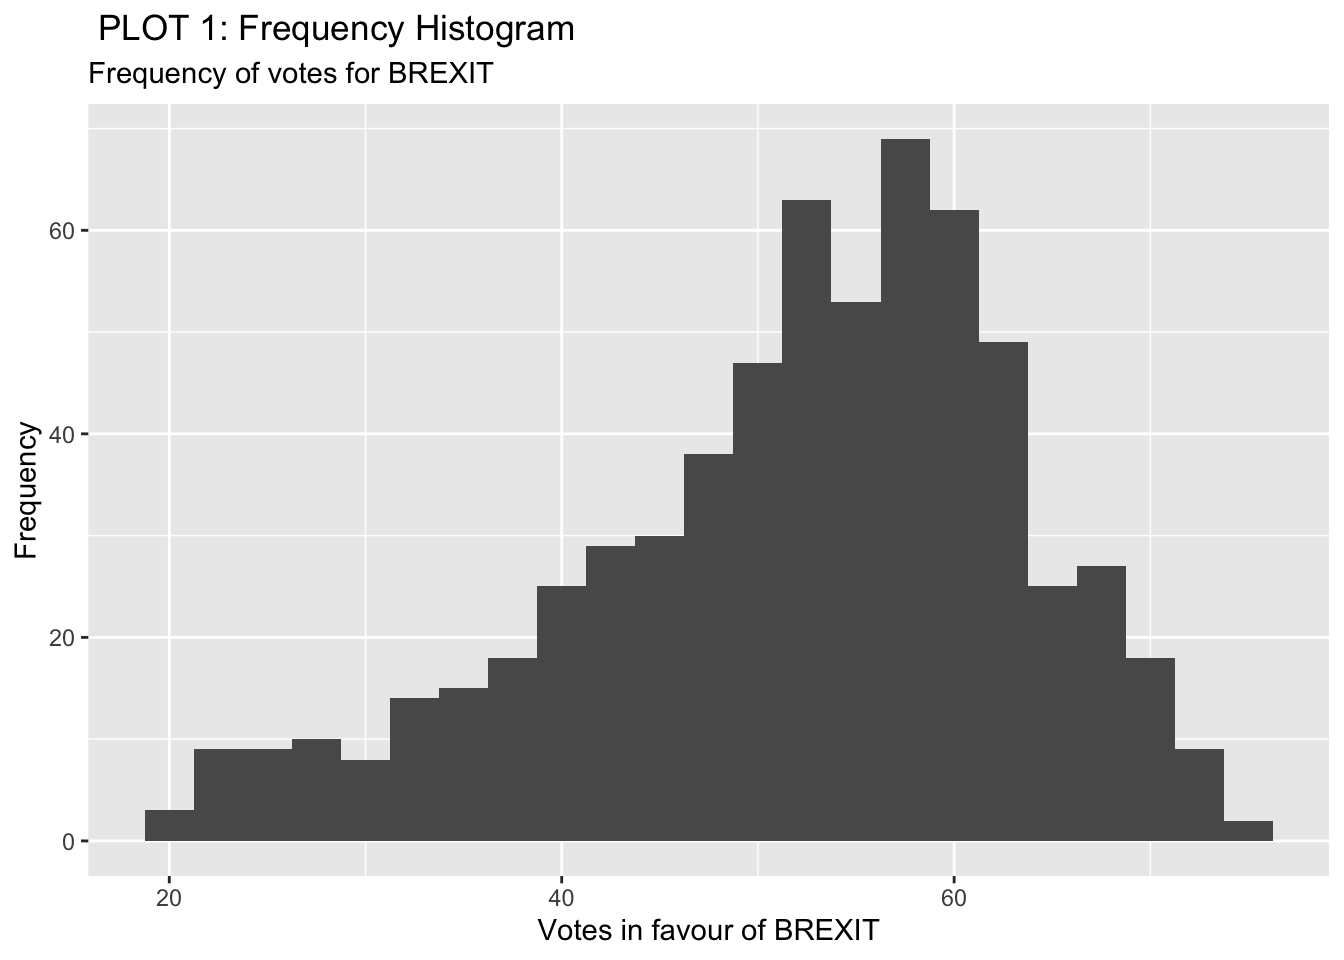 PLOT 1: Frequency Histogram
Frequency of votes for BREXIT
Frequency
60
40
20
0
20 40 60
Votes in favour of BREXIT